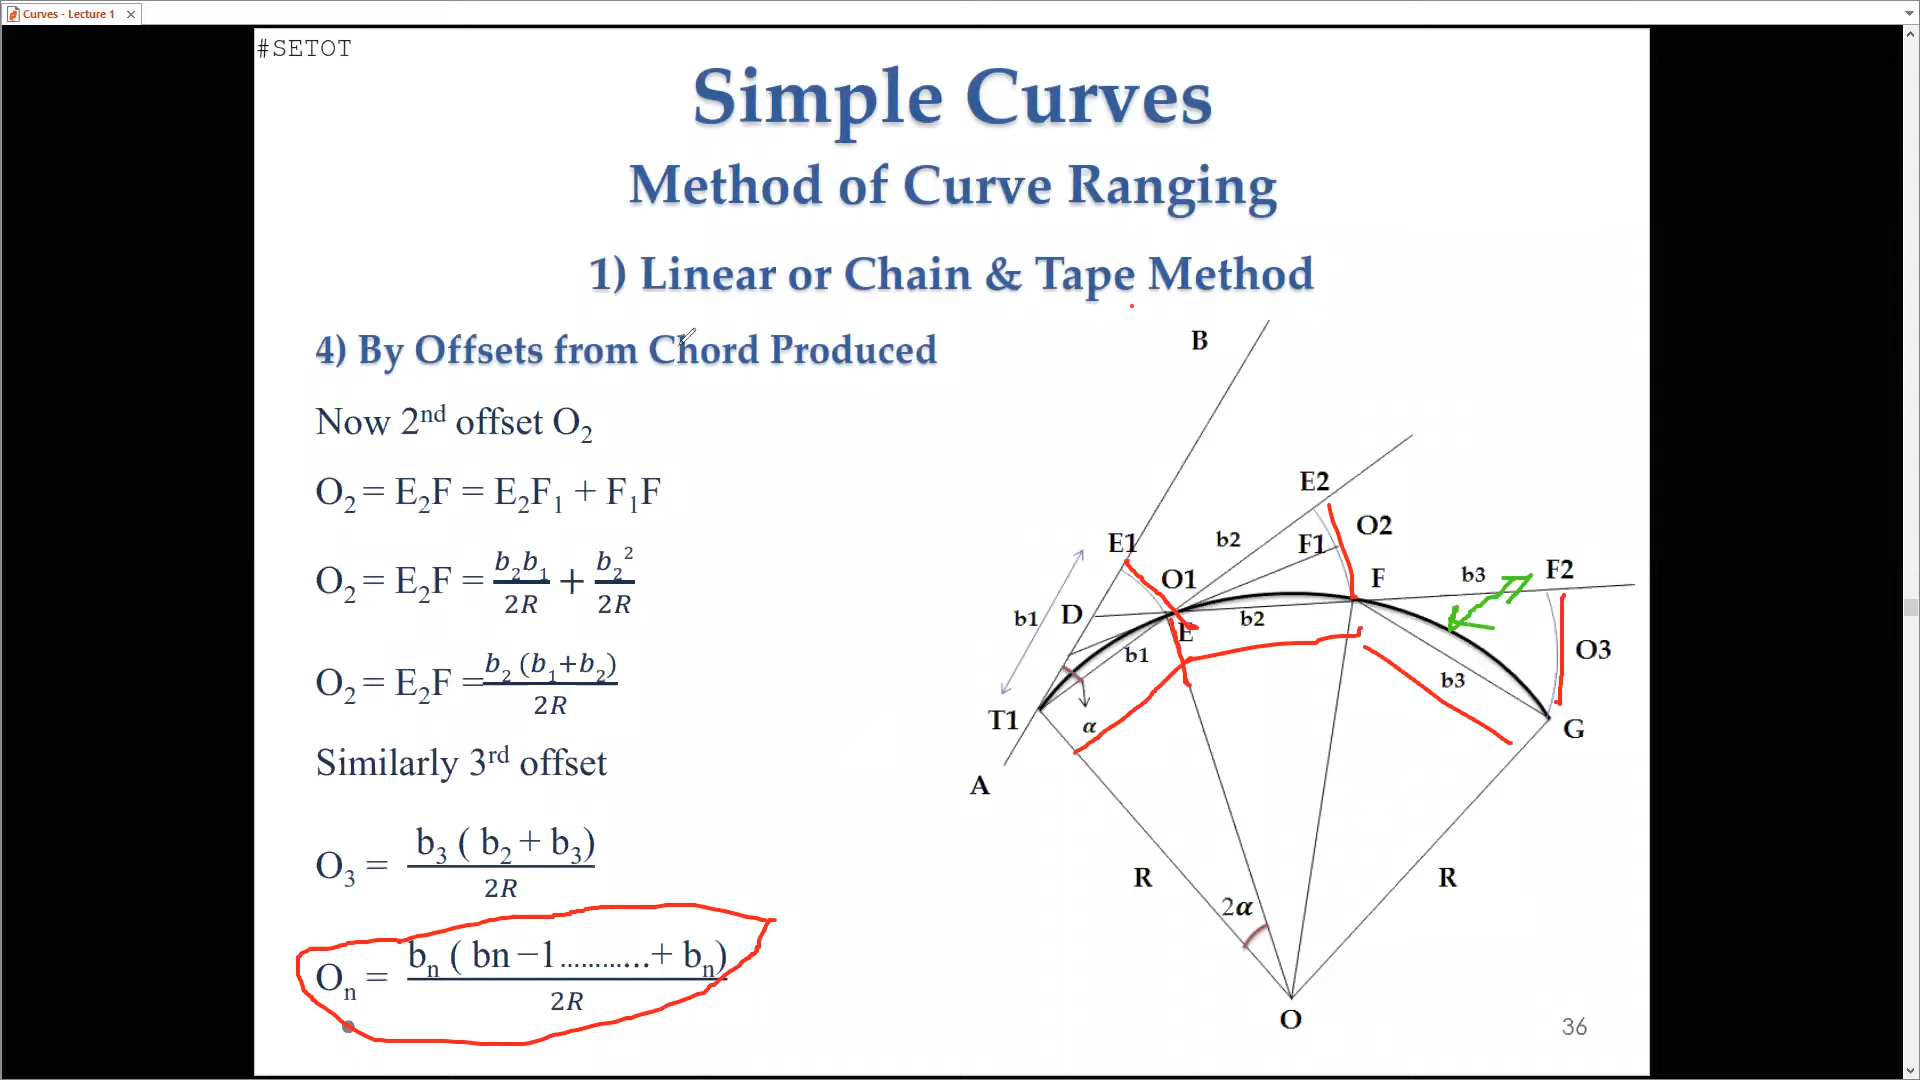 Curves - Lecture 1
#SETOT
Simple Curves
Method of Curve Ranging
1) Linear or Chain & Tape Method
4) By Offsets from Chord Produced
Now 2nd offset O2
O2 = E2F = E2F1 + F1F
O2 = E2F = b2b1/2R + b2²/2R
O2 = E2F = b2 (b1+b2)/2R
Similarly 3rd offset
O3 = b3 ( b2 + b3)/2R
On = bn ( bn −1 ............+ bn)/2R
B
E2
O2
b2
F1
E1
O1
F
b3
F2
D
b1
b2
E
b1
O3
b3
T1
α
G
A
R
R
2α
O
36